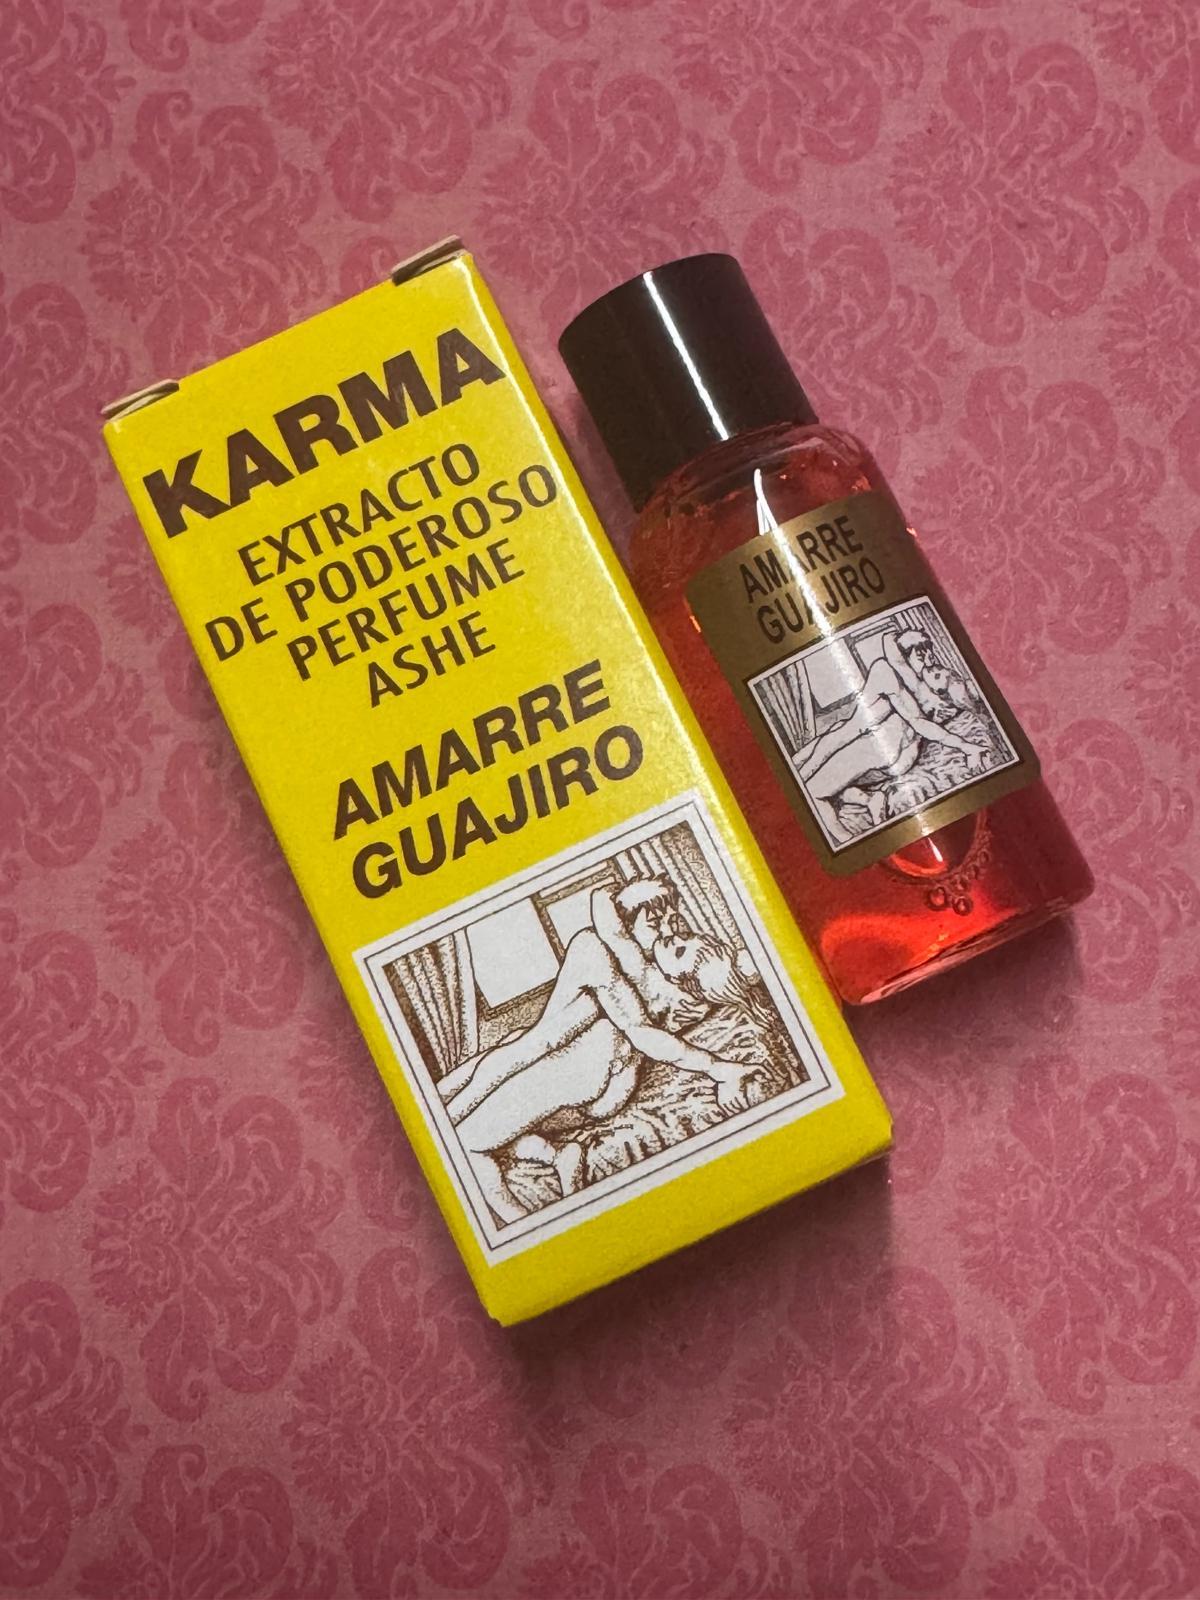 KARMA
EXTRACTO
DE PODEROSO
PERFUME
ASHE
AMARRE
GUAJIRO
AMARRE
GUAJIRO